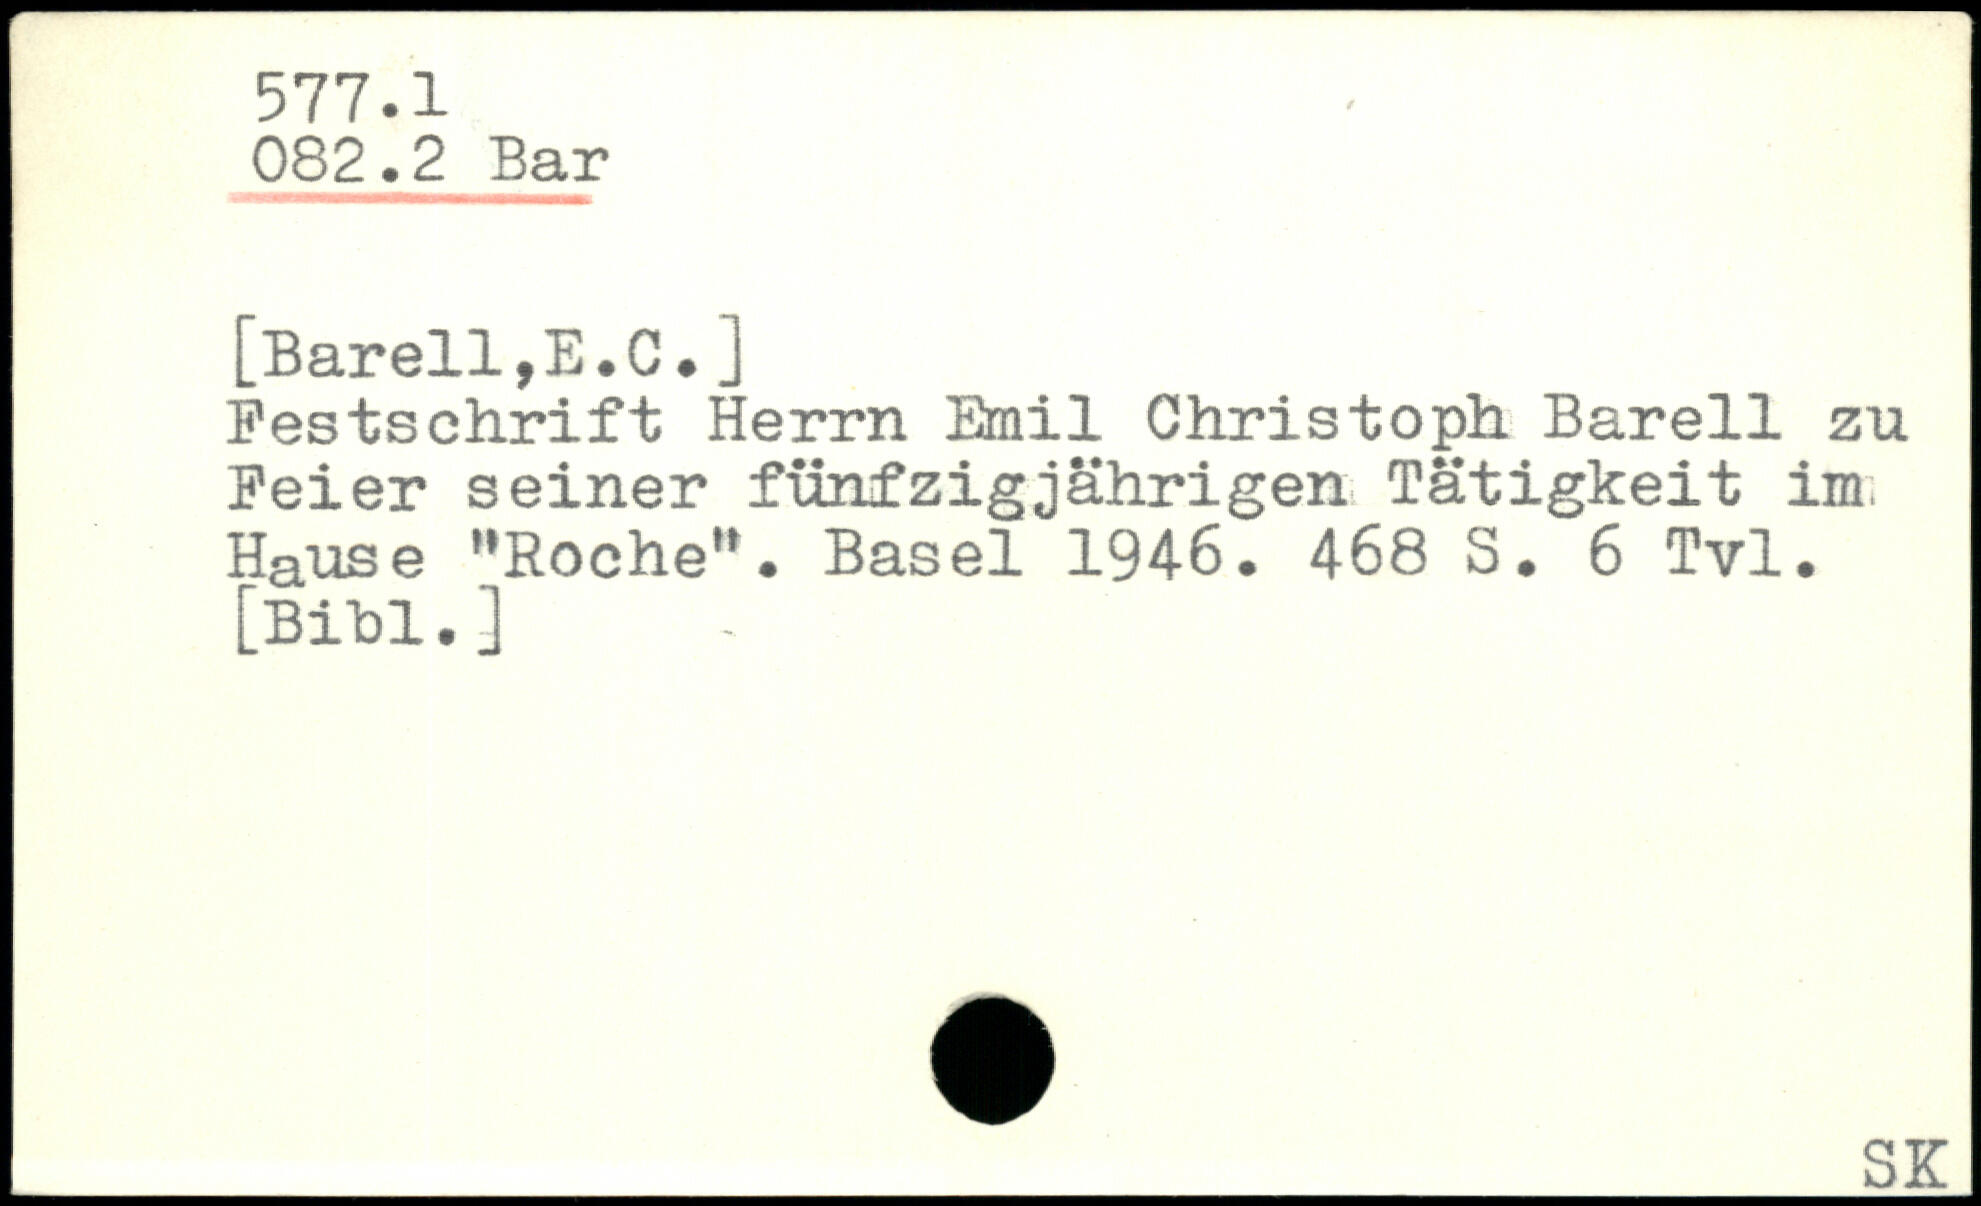 577.1
082.2 Bar
[Barell,E.C.]
Festschrift Herrn Emil Christoph Barell zu
Feier seiner fünfzigjährigen Tätigkeit im
Hause "Roche". Basel 1946. 468 S. 6 Tvl.
[Bibl.]
SK